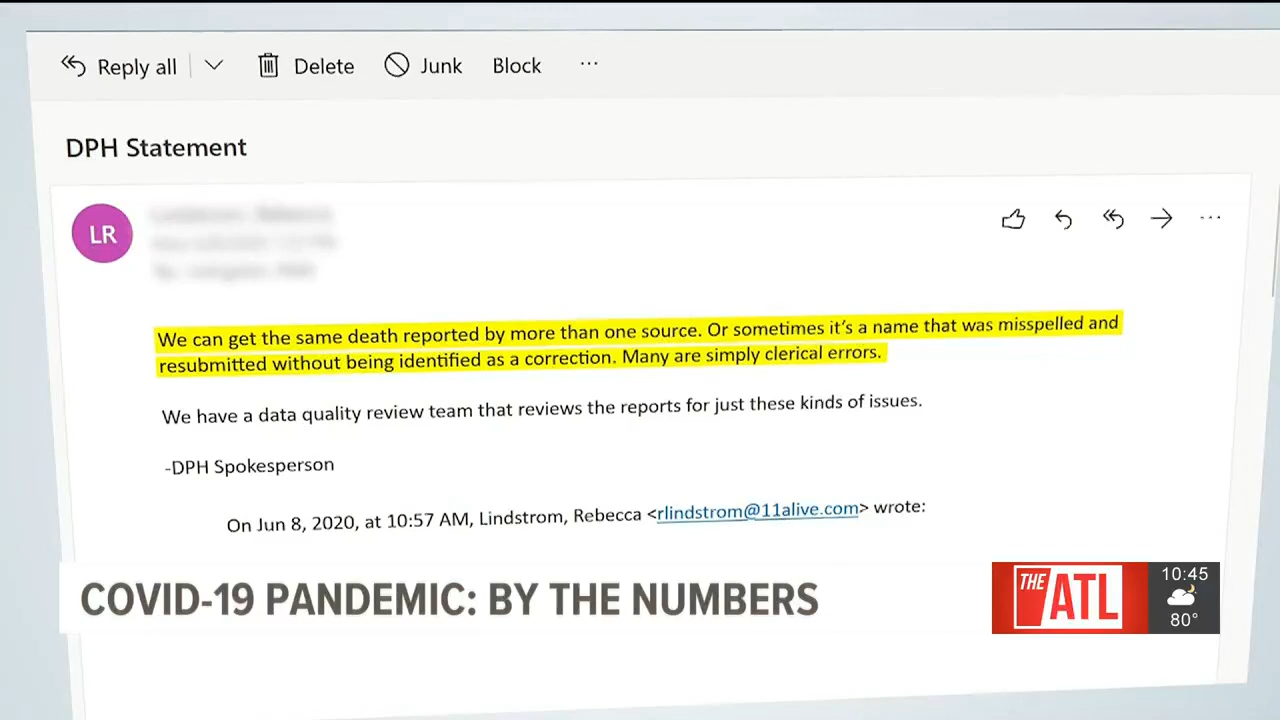 Reply all
Delete
Junk
Block
DPH Statement
LR
We can get the same death reported by more than one source. Or sometimes it's a name that was misspelled and
resubmitted without being identified as a correction. Many are simply clerical errors.
We have a data quality review team that reviews the reports for just these kinds of issues.
-DPH Spokesperson
On Jun 8, 2020, at 10:57 AM, Lindstrom, Rebecca <rlindstrom@11alive.com> wrote:
COVID-19 PANDEMIC: BY THE NUMBERS
THE ATL
10:45
80°